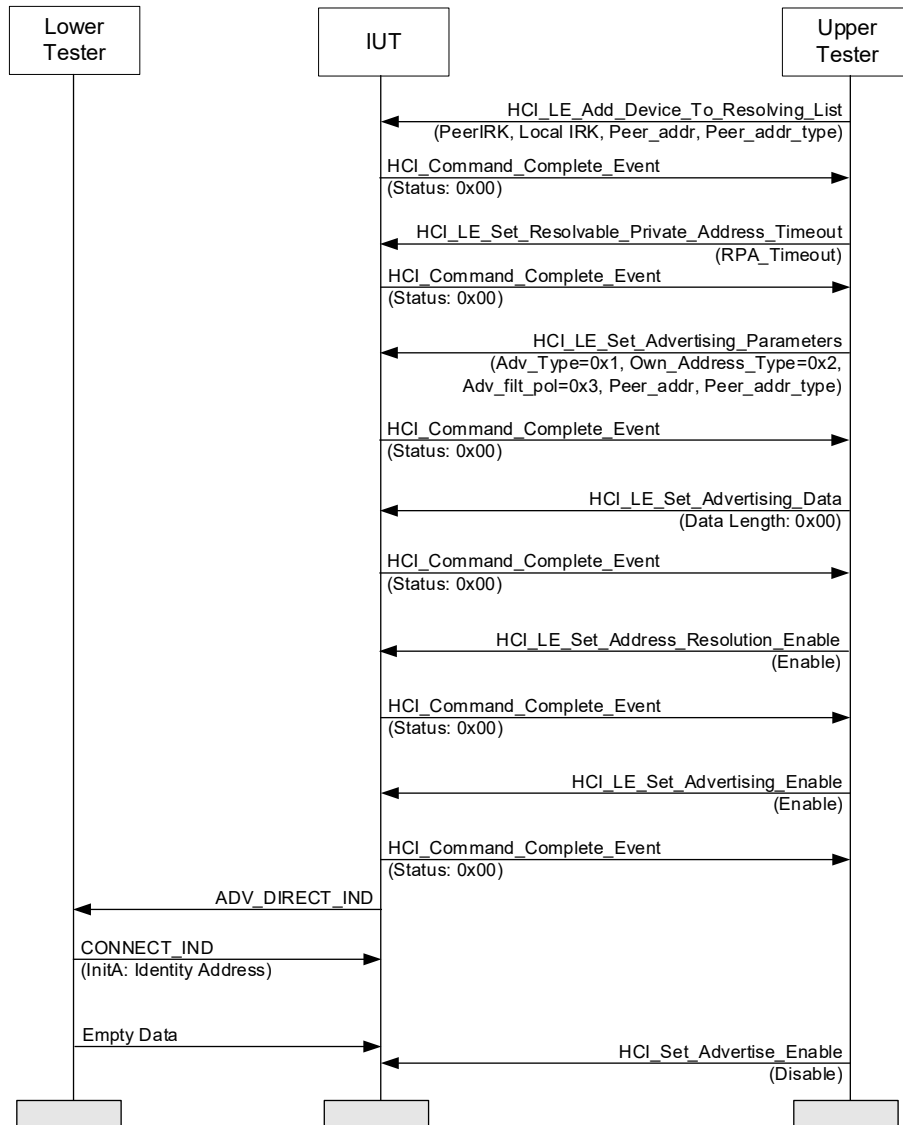 Lower
Tester
IUT
Upper
Tester
HCI_LE_Add_Device_To_Resolving_List
(PeerIRK, Local IRK, Peer_addr, Peer_addr_type)
HCI_Command_Complete_Event
(Status: 0x00)
HCI_LE_Set_Resolvable_Private_Address_Timeout
(RPA_Timeout)
HCI_Command_Complete_Event
(Status: 0x00)
HCI_LE_Set_Advertising_Parameters
(Adv_Type=0x1, Own_Address_Type=0x2,
Adv_filt_pol=0x3, Peer_addr, Peer_addr_type)
HCI_Command_Complete_Event
(Status: 0x00)
HCI_LE_Set_Advertising_Data
(Data Length: 0x00)
HCI_Command_Complete_Event
(Status: 0x00)
HCI_LE_Set_Address_Resolution_Enable
(Enable)
HCI_Command_Complete_Event
(Status: 0x00)
HCI_LE_Set_Advertising_Enable
(Enable)
HCI_Command_Complete_Event
(Status: 0x00)
ADV_DIRECT_IND
CONNECT_IND
(InitA: Identity Address)
Empty Data
HCI_Set_Advertise_Enable
(Disable)